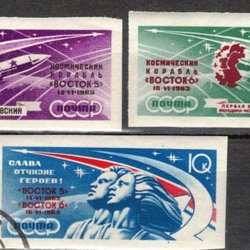 КОСМИЧЕСКИЙ
КОРАБЛЬ
«ВОСТОК-5»
14-VI-1963
ПОЧТА
КОСМИЧЕСКИЙ
КОРАБЛЬ
«ВОСТОК-6»
16-VI-1963
ПОЧТА
ПЕРВАЯ
СЛАВА
ОТЧИЗНЕ
ГЕРОЕВ!
"ВОСТОК 5"
14-VI-1963
"ВОСТОК 6"
16-VI-1963
ПОЧТА
10К